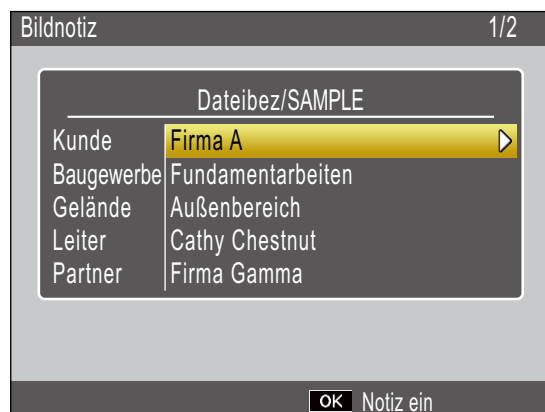 Bildnotiz 1/2
Dateibez/SAMPLE
Kunde Firma A
Baugewerbe Fundamentarbeiten
Gelände Außenbereich
Leiter Cathy Chestnut
Partner Firma Gamma
OK Notiz ein